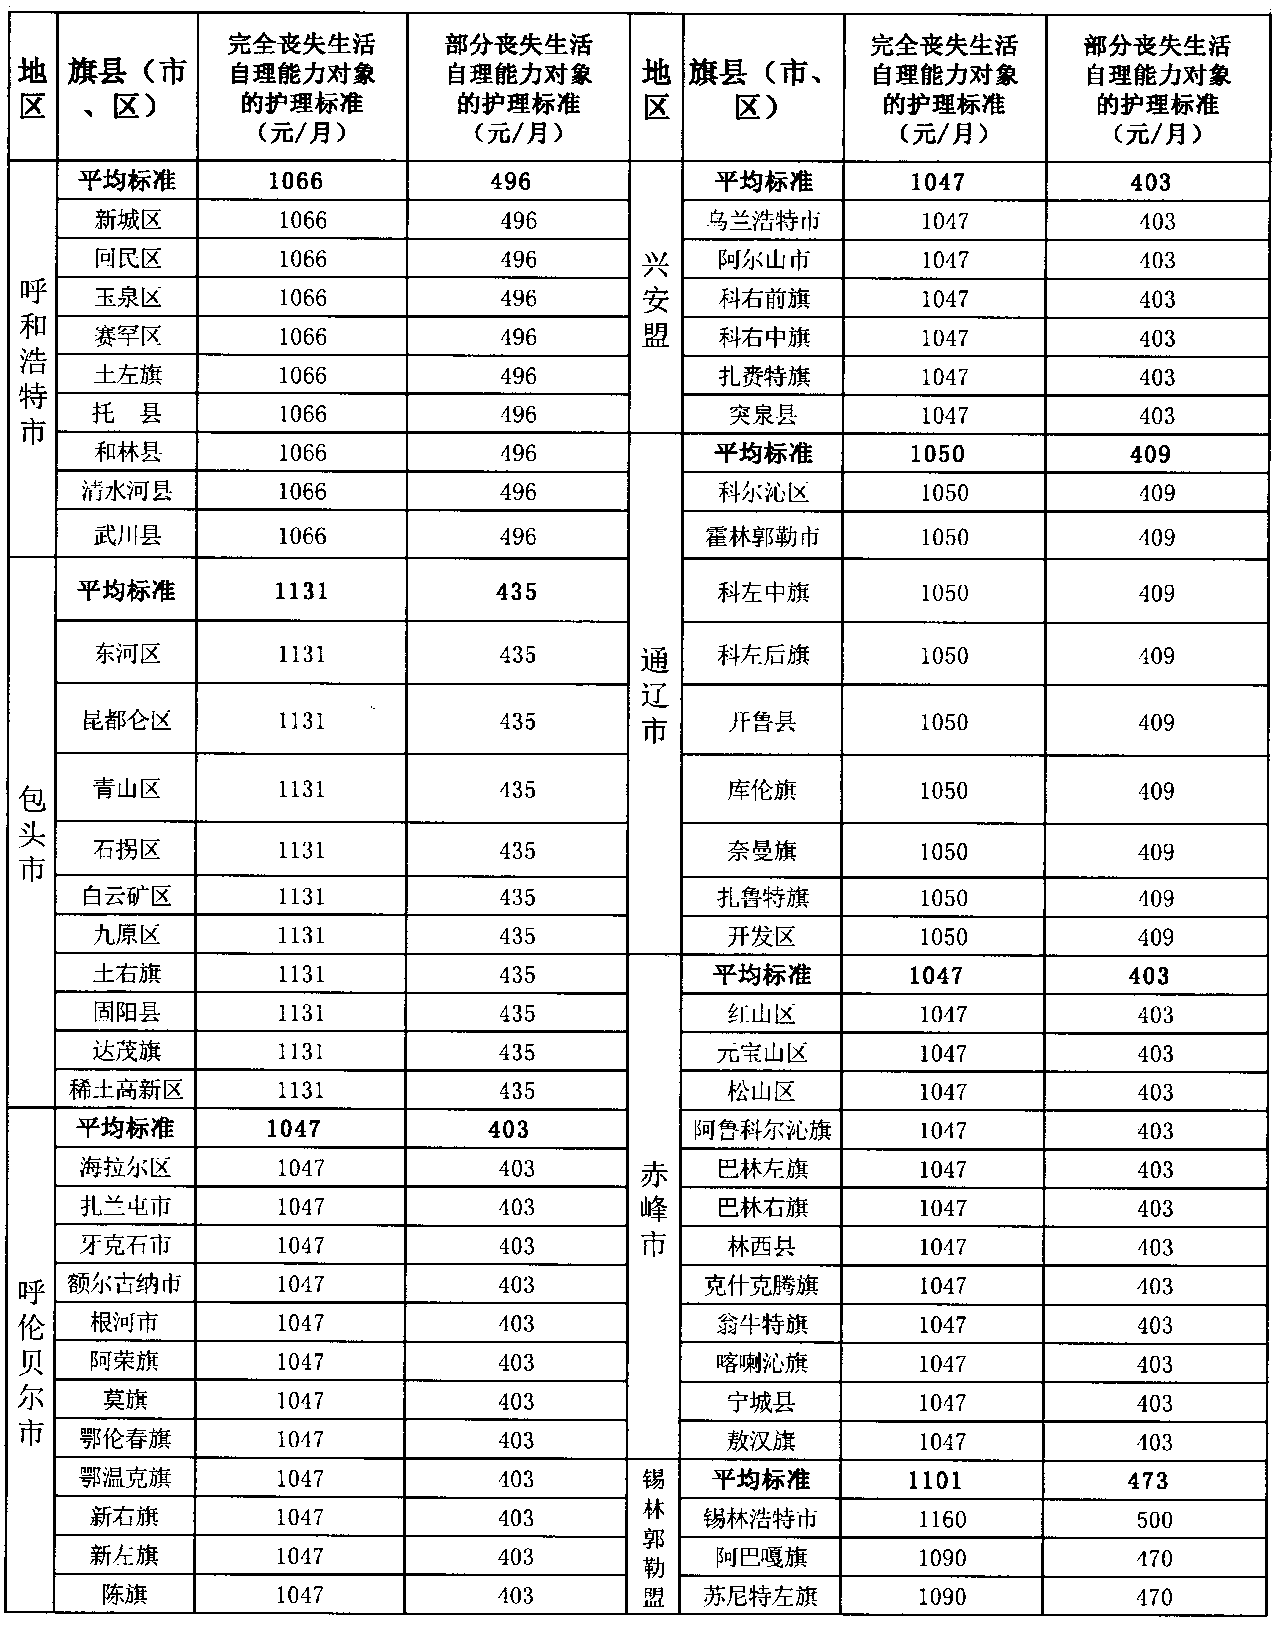 地区 旗县（市、区） 完全丧失生活自理能力对象的护理标准（元/月） 部分丧失生活自理能力对象的护理标准（元/月） 地区 旗县（市、区） 完全丧失生活自理能力对象的护理标准（元/月） 部分丧失生活自理能力对象的护理标准（元/月）
呼和浩特市 平均标准 1066 496 兴安盟 平均标准 1047 403
新城区 1066 496 乌兰浩特市 1047 403
回民区 1066 496 阿尔山市 1047 403
玉泉区 1066 496 科右前旗 1047 403
赛罕区 1066 496 科右中旗 1047 403
土左旗 1066 496 扎赉特旗 1047 403
托 县 1066 496 突泉县 1047 403
和林县 1066 496 通辽市 平均标准 1050 409
清水河县 1066 496 科尔沁区 1050 409
武川县 1066 496 霍林郭勒市 1050 409
包头市 平均标准 1131 435 科左中旗 1050 409
东河区 1131 435 科左后旗 1050 409
昆都仑区 1131 435 开鲁县 1050 409
青山区 1131 435 库伦旗 1050 409
石拐区 1131 435 奈曼旗 1050 409
白云矿区 1131 435 扎鲁特旗 1050 409
九原区 1131 435 开发区 1050 409
土右旗 1131 435 赤峰市 平均标准 1047 403
固阳县 1131 435 红山区 1047 403
达茂旗 1131 435 元宝山区 1047 403
稀土高新区 1131 435 松山区 1047 403
呼伦贝尔市 平均标准 1047 403 阿鲁科尔沁旗 1047 403
海拉尔区 1047 403 巴林左旗 1047 403
扎兰屯市 1047 403 巴林右旗 1047 403
牙克石市 1047 403 林西县 1047 403
额尔古纳市 1047 403 克什克腾旗 1047 403
根河市 1047 403 翁牛特旗 1047 403
阿荣旗 1047 403 喀喇沁旗 1047 403
莫旗 1047 403 宁城县 1047 403
鄂伦春旗 1047 403 敖汉旗 1047 403
鄂温克旗 1047 403 锡林郭勒盟 平均标准 1101 473
新右旗 1047 403 锡林浩特市 1160 500
新左旗 1047 403 阿巴嘎旗 1090 470
陈旗 1047 403 苏尼特左旗 1090 470